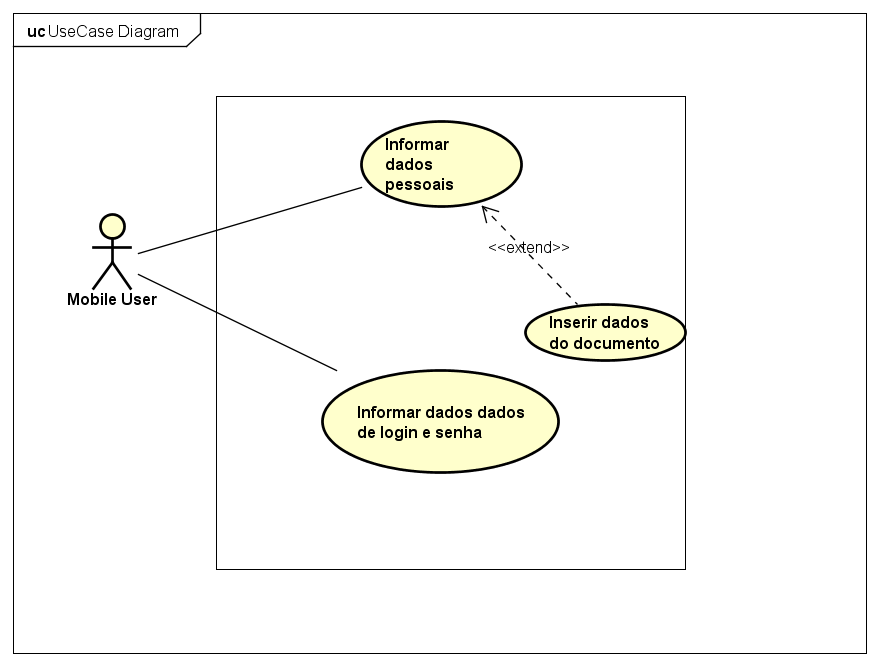 uc UseCase Diagram
Informar
dados
pessoais
<<extend>>
Mobile User
Inserir dados
do documento
Informar dados dados
de login e senha